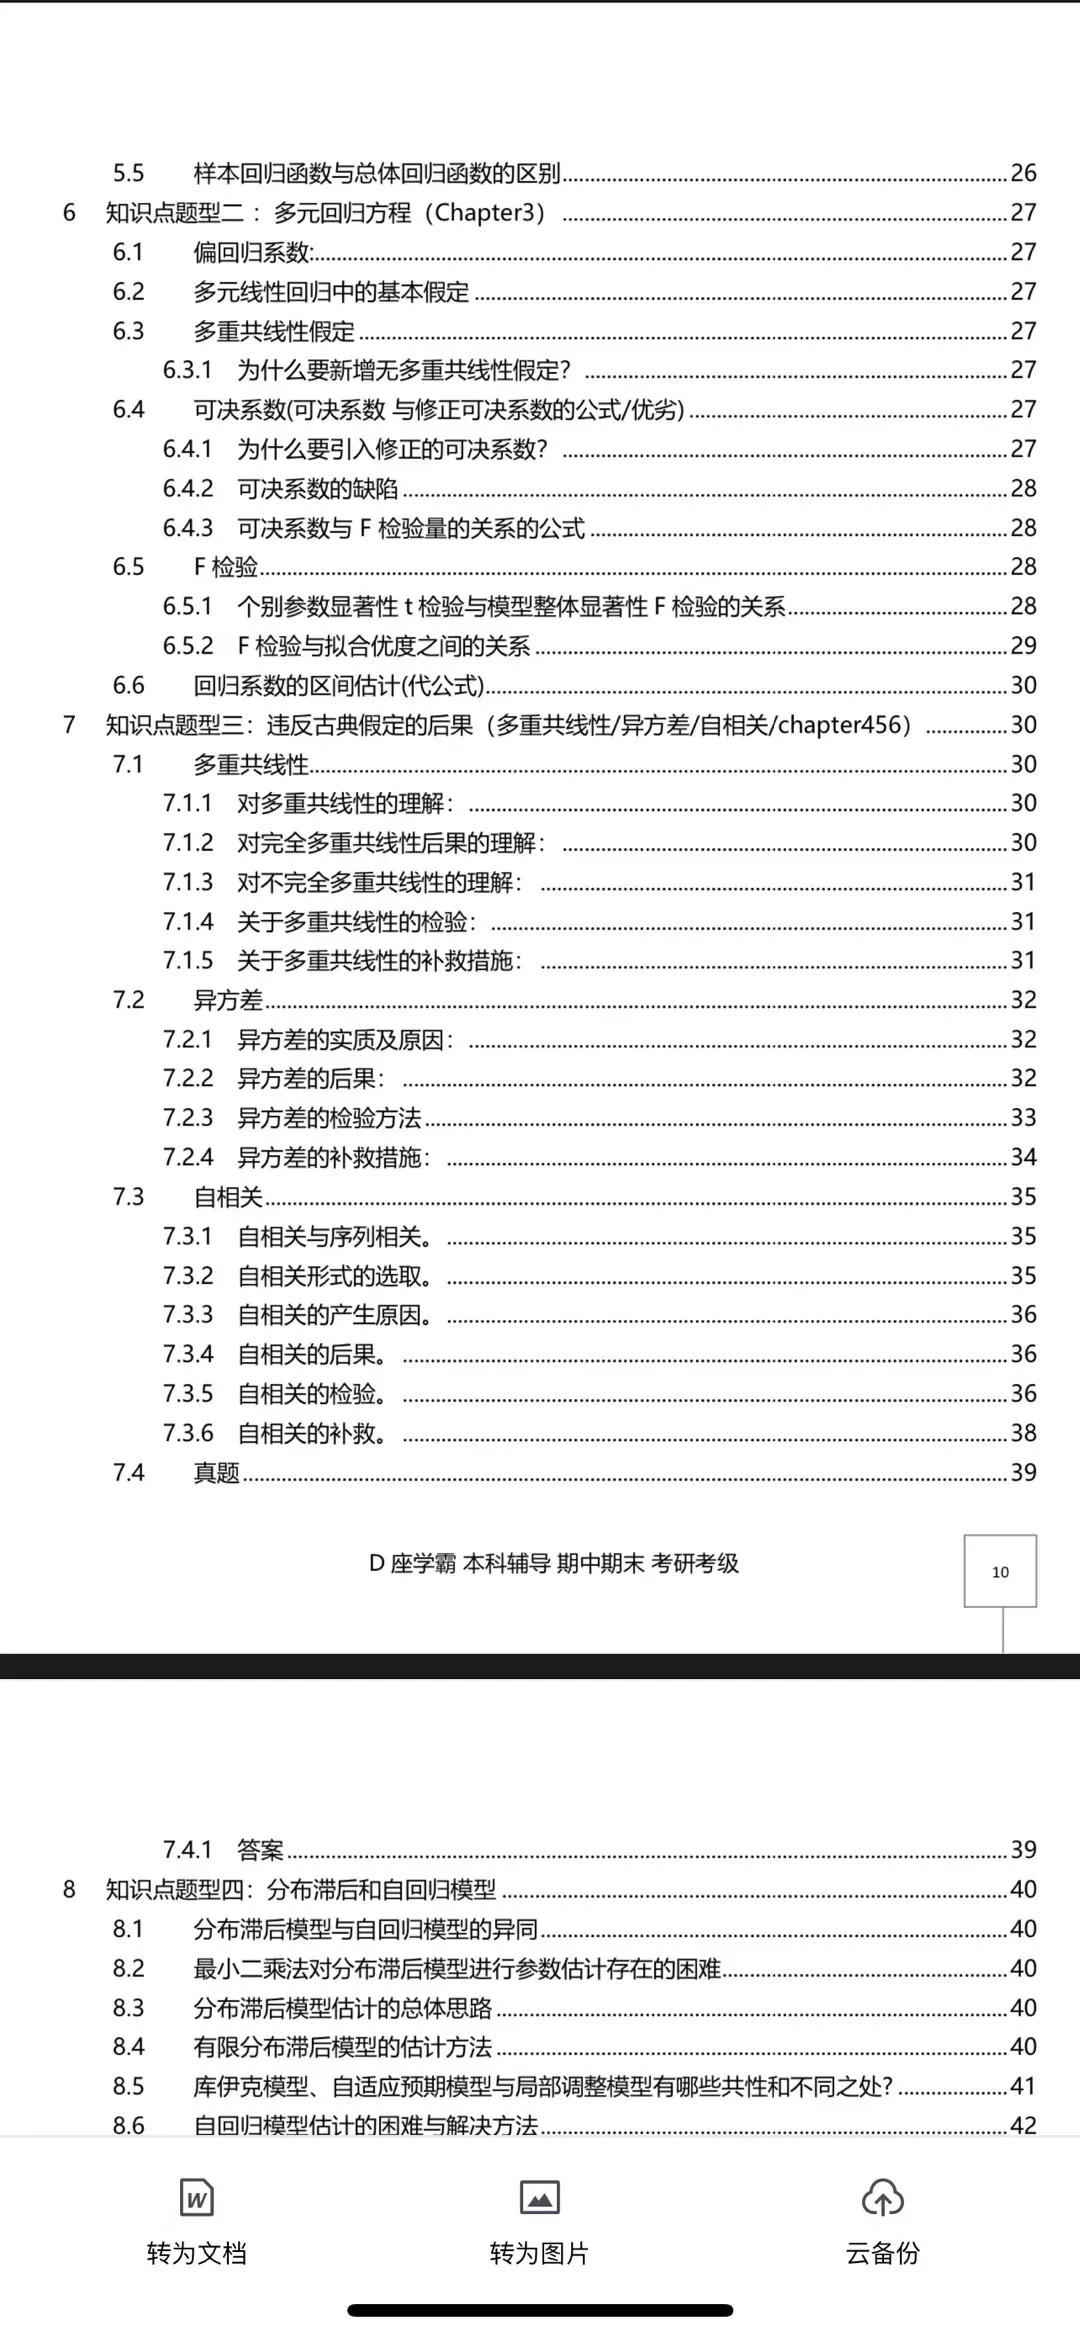 5.5 样本回归函数与总体回归函数的区别 26
6 知识点题型二 ：多元回归方程（Chapter3） 27
6.1 偏回归系数: 27
6.2 多元线性回归中的基本假定 27
6.3 多重共线性假定 27
6.3.1 为什么要新增无多重共线性假定？ 27
6.4 可决系数(可决系数 与修正可决系数的公式/优劣) 27
6.4.1 为什么要引入修正的可决系数？ 27
6.4.2 可决系数的缺陷 28
6.4.3 可决系数与 F 检验量的关系的公式 28
6.5 F 检验 28
6.5.1 个别参数显著性 t 检验与模型整体显著性 F 检验的关系 28
6.5.2 F 检验与拟合优度之间的关系 29
6.6 回归系数的区间估计(代公式) 30
7 知识点题型三：违反古典假定的后果（多重共线性/异方差/自相关/chapter456） 30
7.1 多重共线性 30
7.1.1 对多重共线性的理解： 30
7.1.2 对完全多重共线性后果的理解： 30
7.1.3 对不完全多重共线性的理解： 31
7.1.4 关于多重共线性的检验： 31
7.1.5 关于多重共线性的补救措施： 31
7.2 异方差 32
7.2.1 异方差的实质及原因： 32
7.2.2 异方差的后果： 32
7.2.3 异方差的检验方法 33
7.2.4 异方差的补救措施： 34
7.3 自相关 35
7.3.1 自相关与序列相关。 35
7.3.2 自相关形式的选取。 35
7.3.3 自相关的产生原因。 36
7.3.4 自相关的后果。 36
7.3.5 自相关的检验。 36
7.3.6 自相关的补救。 38
7.4 真题 39
D 座学霸 本科辅导 期中期末 考研考级
10
7.4.1 答案 39
8 知识点题型四：分布滞后和自回归模型 40
8.1 分布滞后模型与自回归模型的异同 40
8.2 最小二乘法对分布滞后模型进行参数估计存在的困难 40
8.3 分布滞后模型估计的总体思路 40
8.4 有限分布滞后模型的估计方法 40
8.5 库伊克模型、自适应预期模型与局部调整模型有哪些共性和不同之处? 41
8.6 自回归模型估计的困难与解决方法 42
W
转为文档 转为图片 云备份